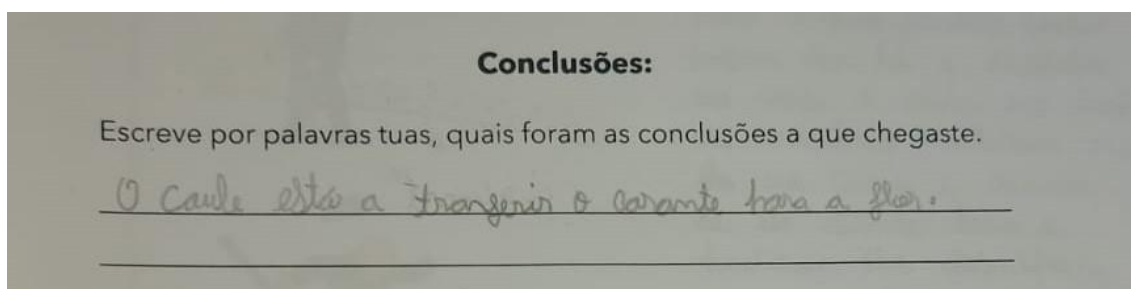 Conclusões:
Escreve por palavras tuas, quais foram as conclusões a que chegaste.
O caule está a trangerir o corante para a flor.